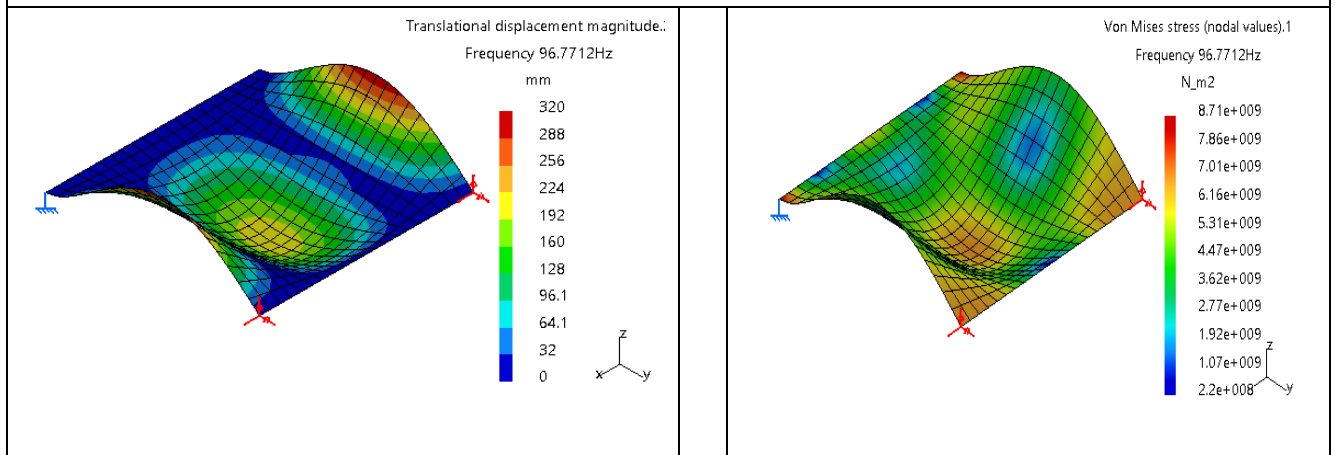 Translational displacement magnitude.
Frequency 96.7712Hz
mm
320
288
256
224
192
160
128
96.1
64.1
32
0
x
y
z
Von Mises stress (nodal values).1
Frequency 96.7712Hz
N_m2
8.71e+009
7.86e+009
7.01e+009
6.16e+009
5.31e+009
4.47e+009
3.62e+009
2.77e+009
1.92e+009
1.07e+009
2.2e+008
z
y